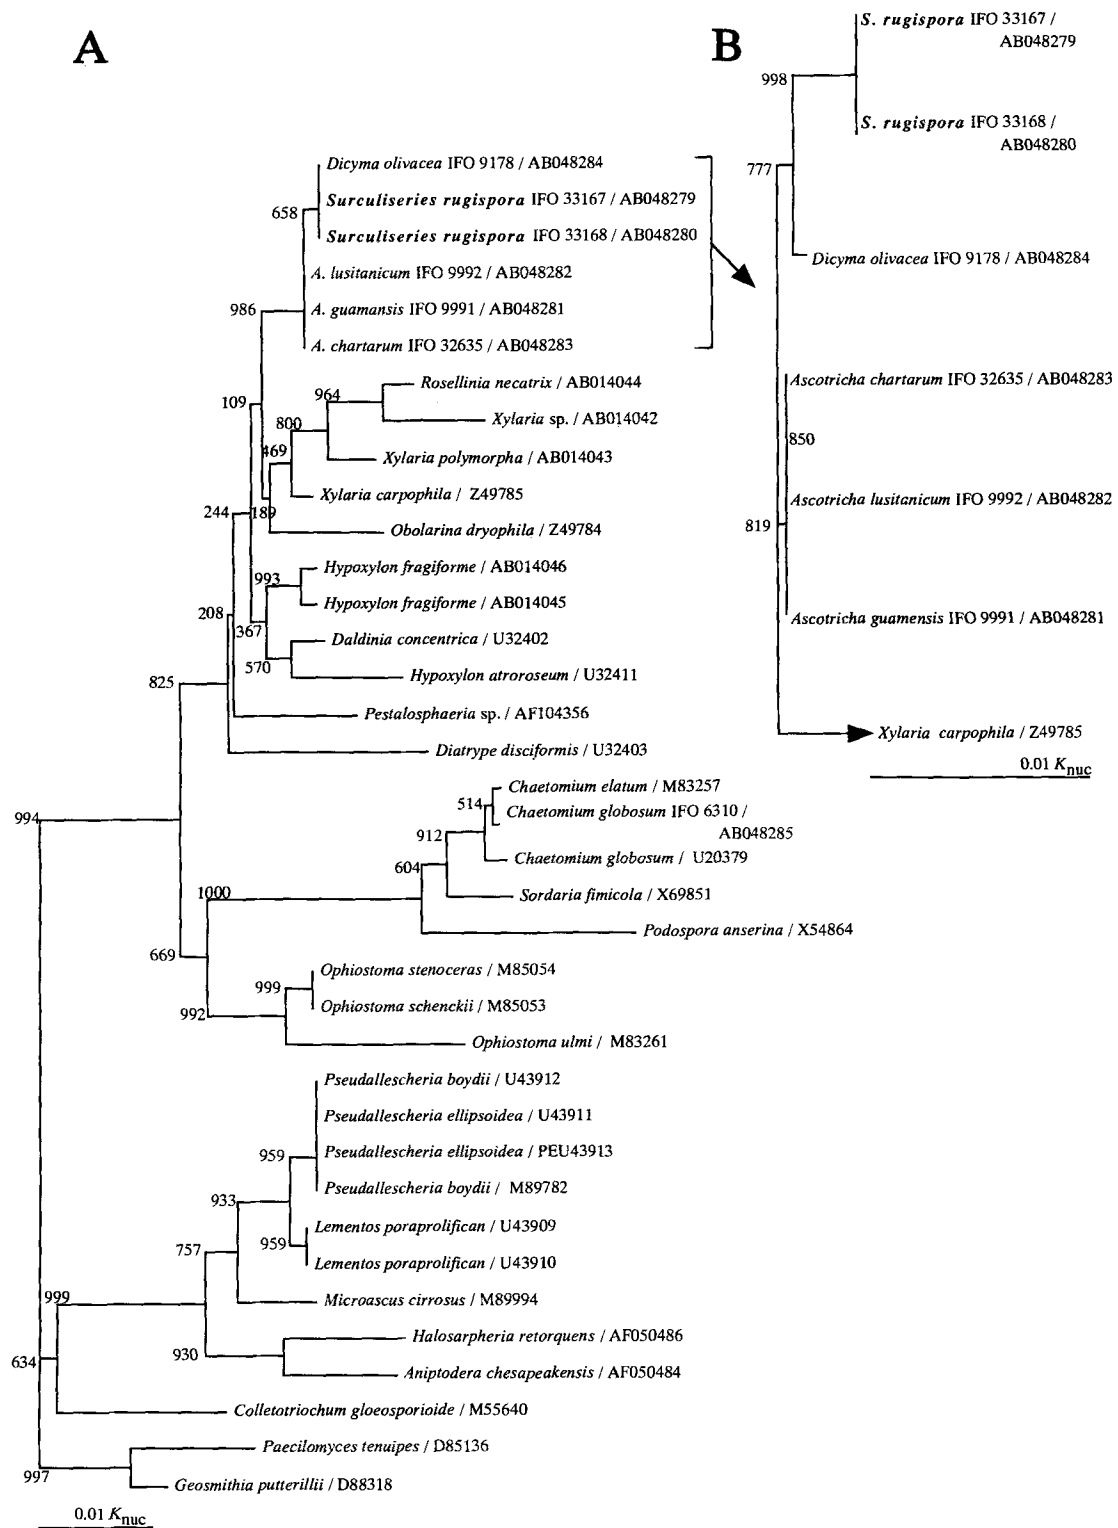 A
Dicyma olivacea IFO 9178 / AB048284
Surculiseries rugispora IFO 33167 / AB048279
658
Surculiseries rugispora IFO 33168 / AB048280
A. lusitanicum IFO 9992 / AB048282
986
A. guamansis IFO 9991 / AB048281
A. chartarum IFO 32635 / AB048283
Rosellinia necatrix / AB014044
964
109
Xylaria sp. / AB014042
800
469
Xylaria polymorpha / AB014043
Xylaria carpophila / Z49785
244
189
Obolarina dryophila / Z49784
Hypoxylon fragiforme / AB014046
993
Hypoxylon fragiforme / AB014045
208
367
Daldinia concentrica / U32402
570
Hypoxylon atroroseum / U32411
825
Pestalosphaeria sp. / AF104356
Diatrype disciformis / U32403
Chaetomium elatum / M83257
514
Chaetomium globosum IFO 6310 /
AB048285
994
912
Chaetomium globosum / U20379
604
1000
Sordaria fimicola / X69851
Podospora anserina / X54864
669
Ophiostoma stenoceras / M85054
999
Ophiostoma schenckii / M85053
992
Ophiostoma ulmi / M83261
Pseudallescheria boydii / U43912
Pseudallescheria ellipsoidea / U43911
Pseudallescheria ellipsoidea / PEU43913
959
Pseudallescheria boydii / M89782
933
Lementos paraprolifican / U43909
959
757
Lementos paraprolifican / U43910
999
Microascus cirrosus / M89994
Halosarpheria retorquens / AF050486
930
634
Aniptodera chesapeakensis / AF050484
Colletotriochum gloeosporioide / M55640
Paecilomyces tenuipes / D85136
997
Geosmithia putterillii / D88318
0.01 Knuc
B
S. rugispora IFO 33167 /
AB048279
998
S. rugispora IFO 33168 /
AB048280
777
Dicyma olivacea IFO 9178 / AB048284
Ascotricha chartarum IFO 32635 / AB048283
850
Ascotricha lusitanicum IFO 9992 / AB048282
819
Ascotricha guamensis IFO 9991 / AB048281
Xylaria carpophila / Z49785
0.01 Knuc